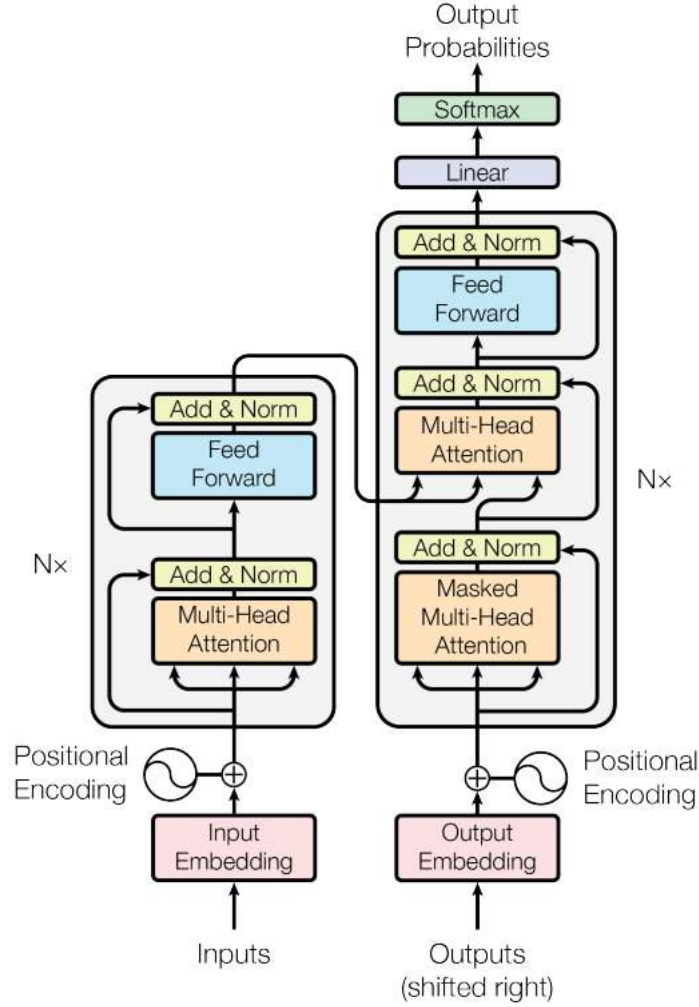 Output
Probabilities
Softmax
Linear
Add & Norm
Feed
Forward
Add & Norm
Multi-Head
Attention
Add & Norm
Masked
Multi-Head
Attention
Nx
Add & Norm
Feed
Forward
Add & Norm
Multi-Head
Attention
Nx
Positional
Encoding
Positional
Encoding
Input
Embedding
Output
Embedding
Inputs
Outputs
(shifted right)